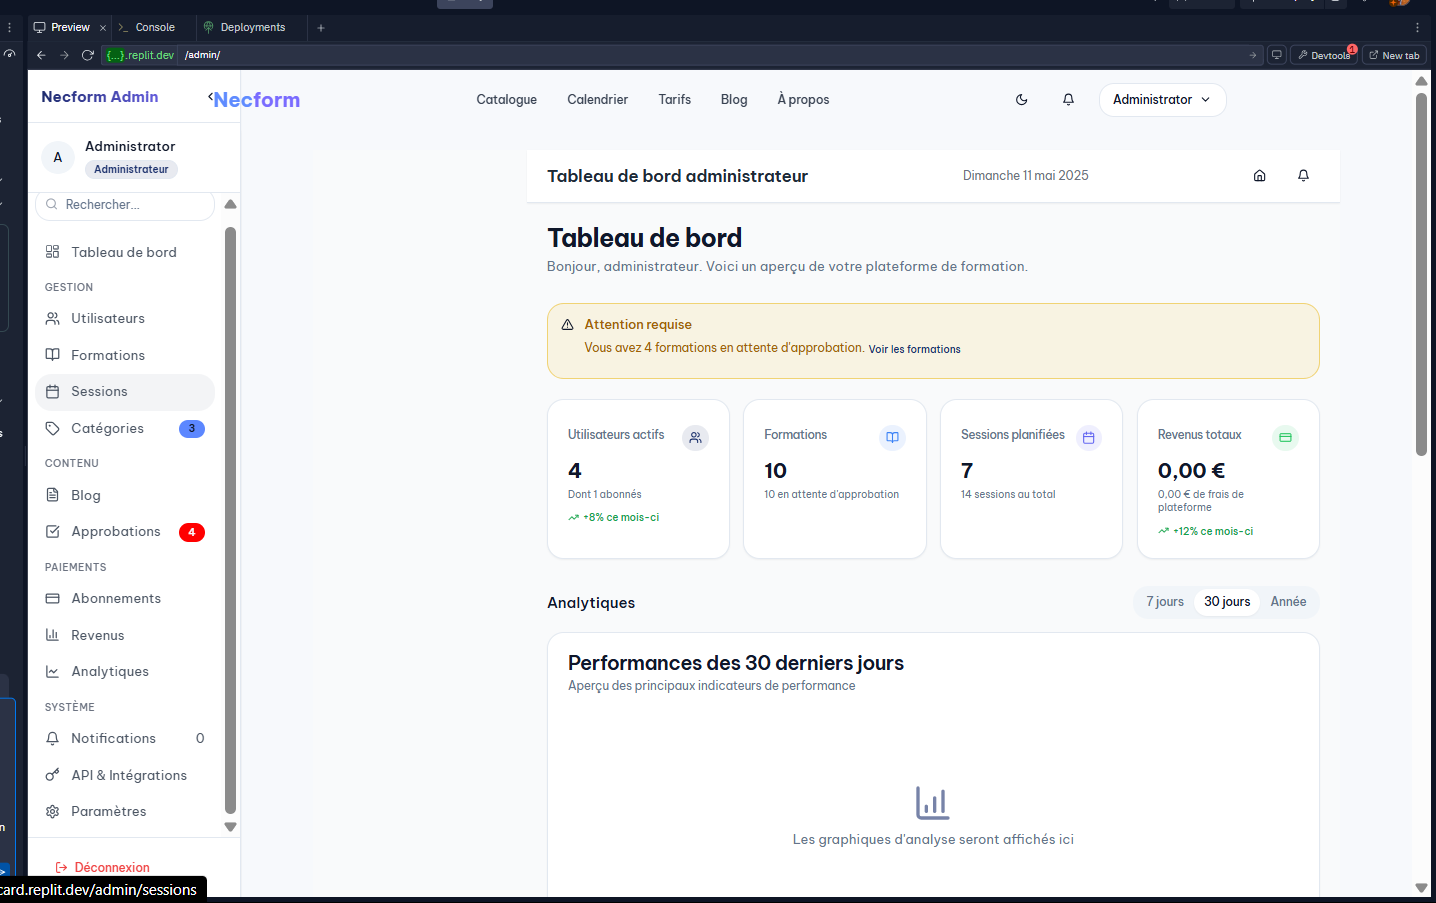 Preview
Console
Deployments
{...}.replit.dev /admin/
Devtools 1
New tab
Necform Admin
Necform
Catalogue
Calendrier
Tarifs
Blog
À propos
Administrator
A
Administrator
Administrateur
Rechercher...
Tableau de bord
GESTION
Utilisateurs
Formations
Sessions
Catégories 3
CONTENU
Blog
Approbations 4
PAIEMENTS
Abonnements
Revenus
Analytiques
SYSTÈME
Notifications 0
API & Intégrations
Paramètres
Déconnexion
card.replit.dev/admin/sessions
Tableau de bord administrateur
Dimanche 11 mai 2025
Tableau de bord
Bonjour, administrateur. Voici un aperçu de votre plateforme de formation.
Attention requise
Vous avez 4 formations en attente d'approbation. Voir les formations
Utilisateurs actifs
4
Dont 1 abonnés
+8% ce mois-ci
Formations
10
10 en attente d'approbation
Sessions planifiées
7
14 sessions au total
Revenus totaux
0,00 €
0,00 € de frais de
plateforme
+12% ce mois-ci
Analytiques
7 jours
30 jours
Année
Performances des 30 derniers jours
Aperçu des principaux indicateurs de performance
Les graphiques d'analyse seront affichés ici